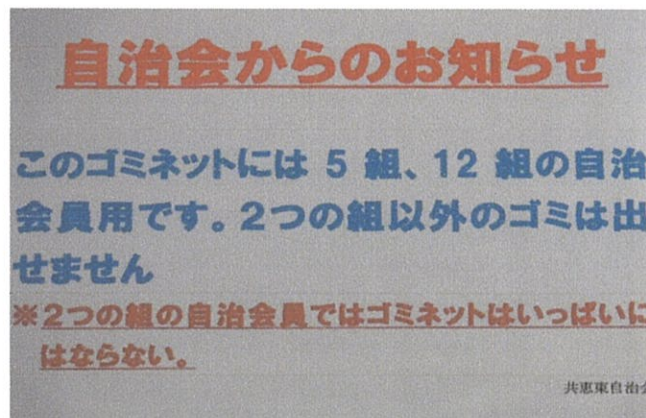 自治会からのお知らせ
このゴミネットには 5 組、12 組の自治
会員用です。2つの組以外のゴミは出
せません
※2つの組の自治会員ではゴミネットはいっぱいに
はならない。
共恵東自治会